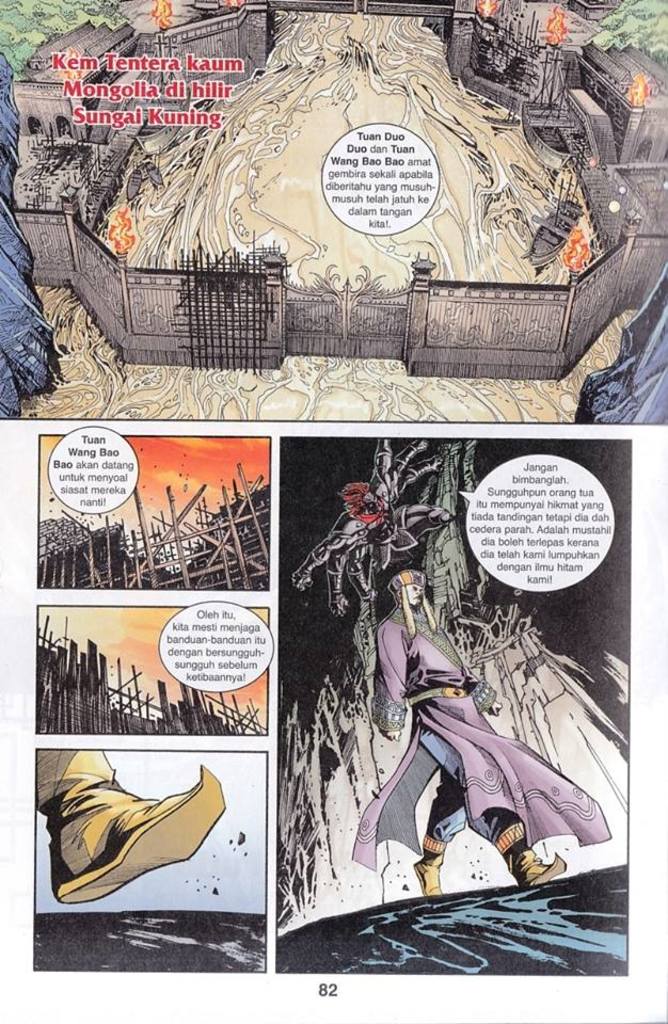 Kem Tentera kaum
Mongolia di hilir
Sungai Kuning
Tuan Duo
Duo dan Tuan
Wang Bao Bao amat
gembira sekali apabila
diberitahu yang musuh-
musuh telah jatuh ke
dalam tangan
kita!.
Tuan
Wang Bao
Bao akan datang
untuk menyoal
siasat mereka
nanti!
Oleh itu,
kita mesti menjaga
banduan-banduan itu
dengan bersungguh-
sungguh sebelum
ketibaannya!
Jangan
bimbanglah.
Sungguhpun orang tua
itu mempunyai hikmat yang
tiada tandingan tetapi dia dah
cedera parah. Adalah mustahil
dia boleh terlepas kerana
dia telah kami lumpuhkan
dengan ilmu hitam
kami!
82